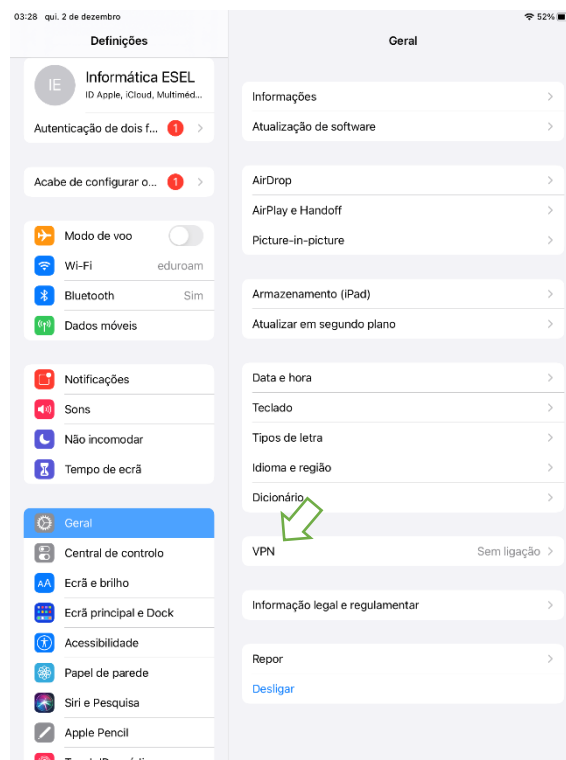 03:28 qui. 2 de dezembro
52%
Definições
IE
Informática ESEL
ID Apple, iCloud, Multiméd...
Autenticação de dois f... 1
Acabe de configurar o... 1
Modo de voo
Wi-Fi eduroam
Bluetooth Sim
Dados móveis
Notificações
Sons
Não incomodar
Tempo de ecrã
Geral
Central de controlo
AA Ecrã e brilho
Ecrã principal e Dock
Acessibilidade
Papel de parede
Siri e Pesquisa
Apple Pencil
Geral
Informações
Atualização de software
AirDrop
AirPlay e Handoff
Picture-in-picture
Armazenamento (iPad)
Atualizar em segundo plano
Data e hora
Teclado
Tipos de letra
Idioma e região
Dicionário
VPN Sem ligação
Informação legal e regulamentar
Repor
Desligar